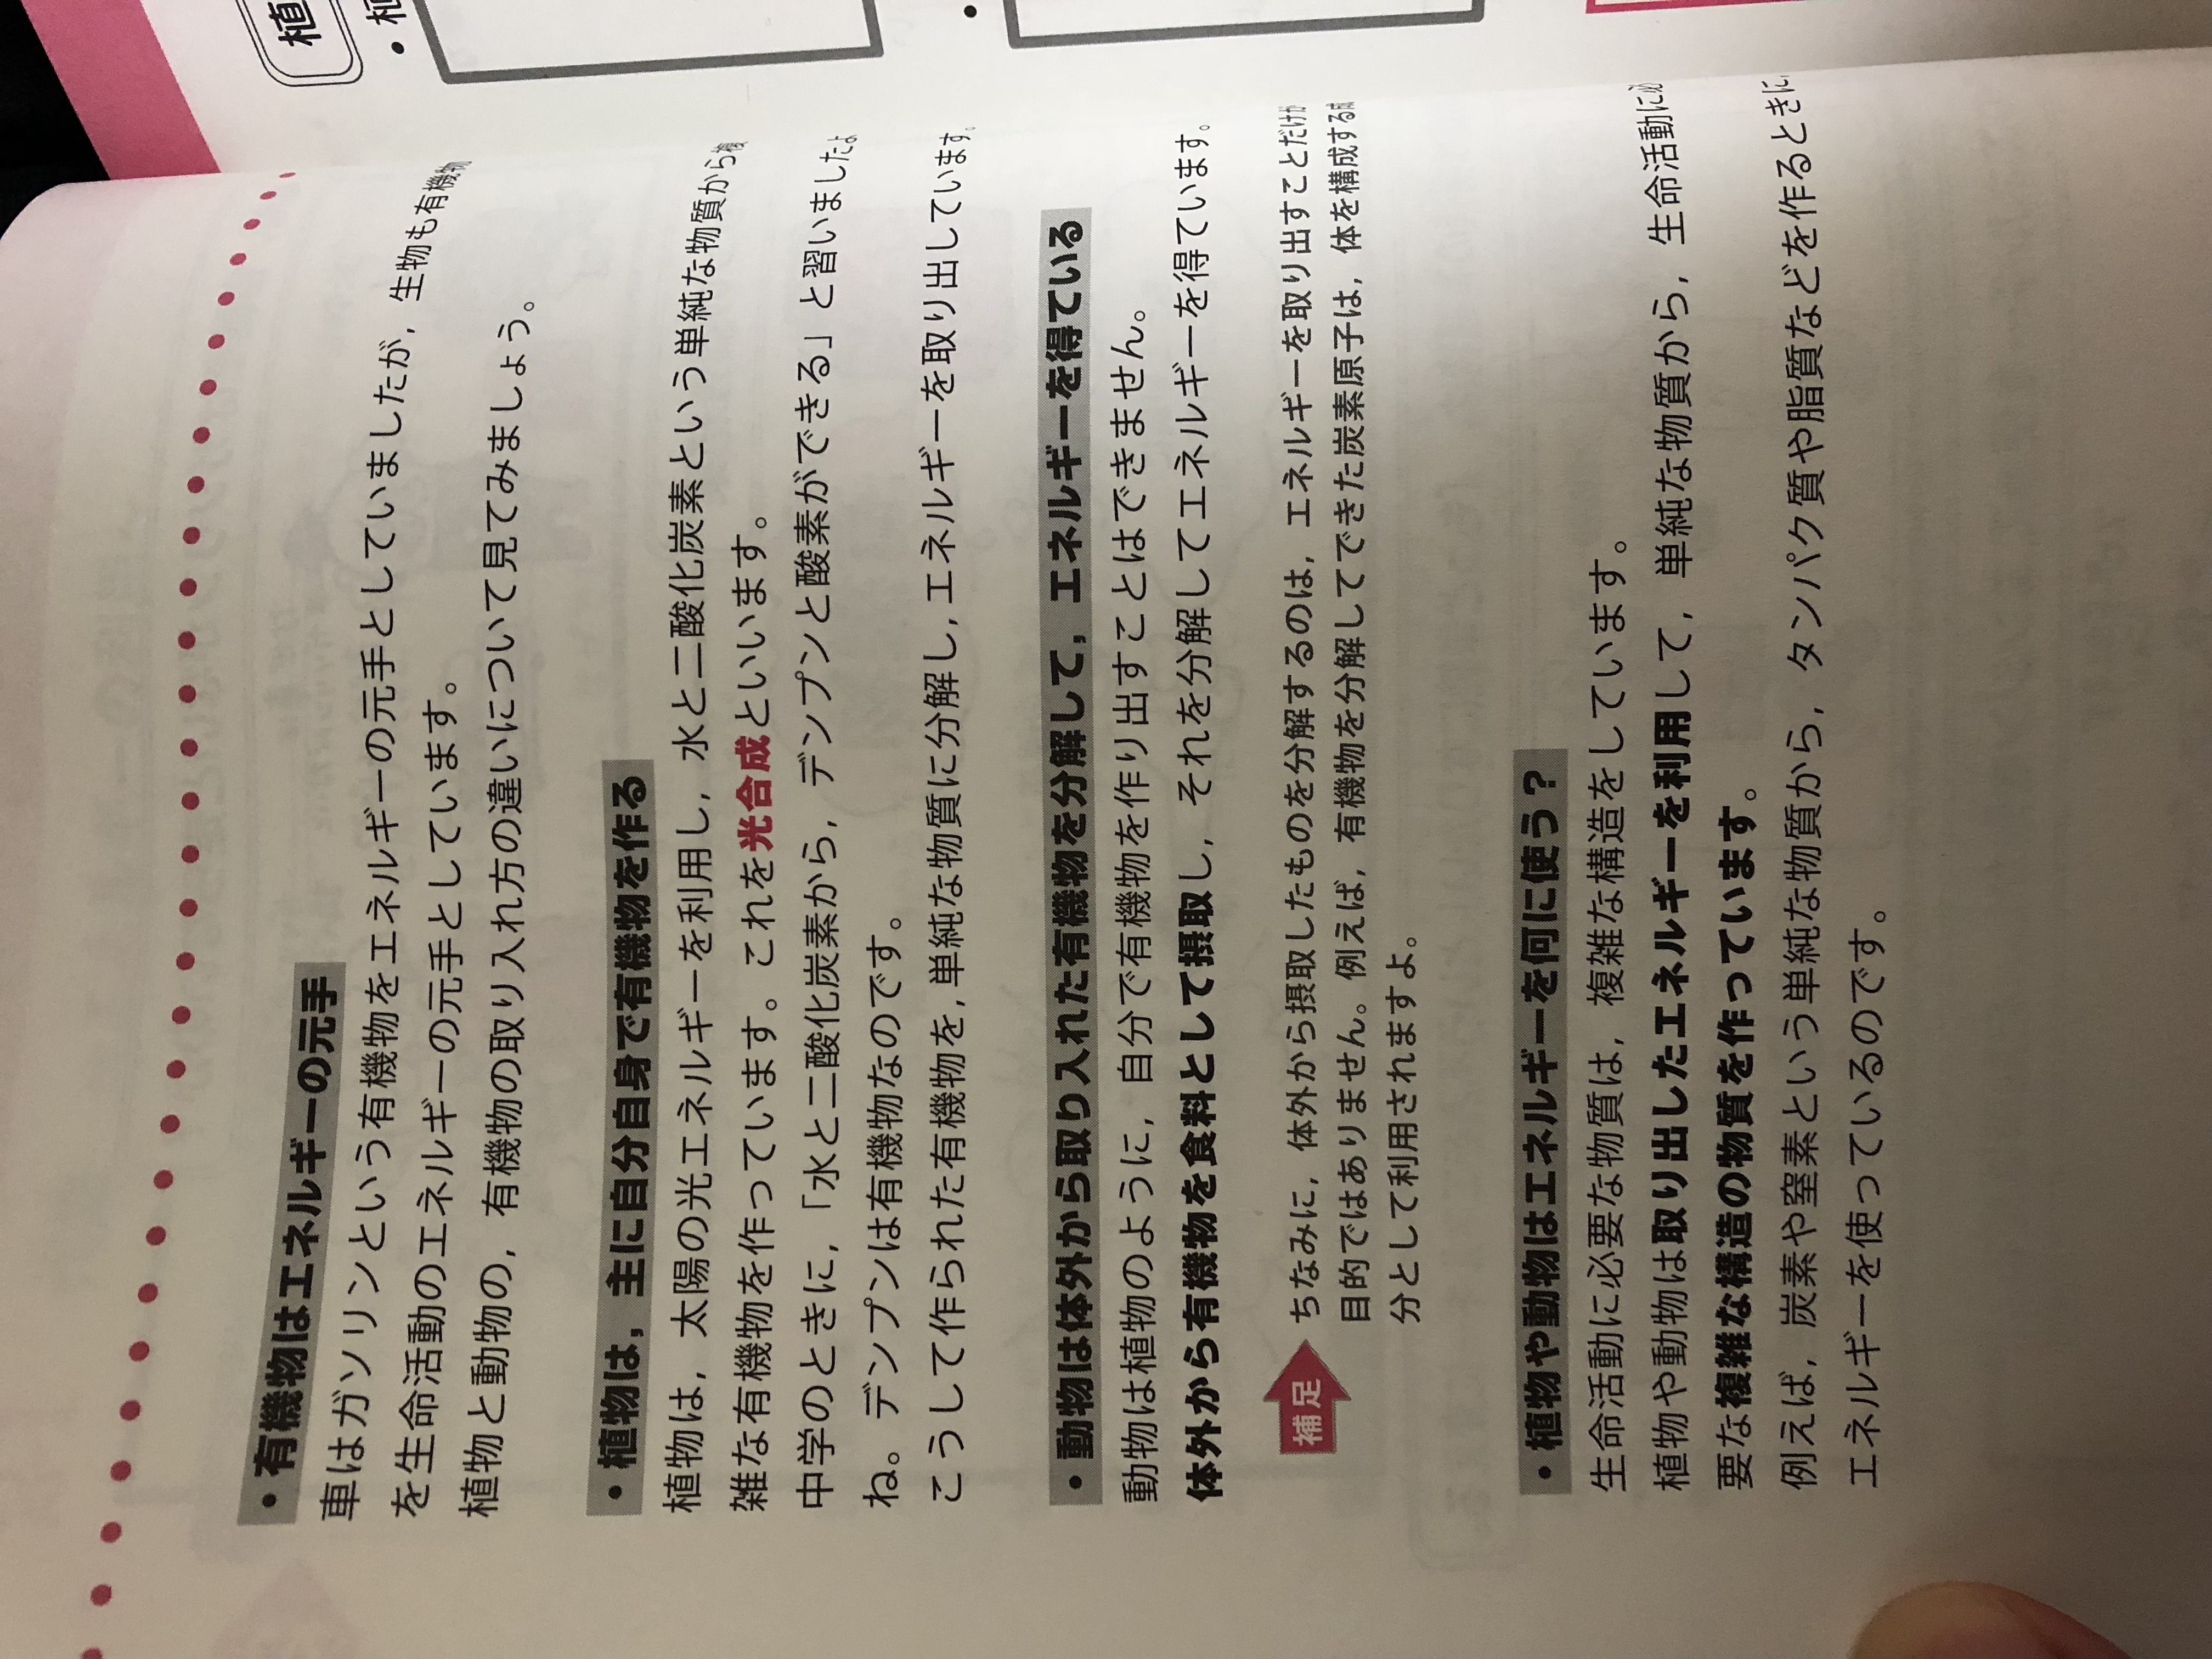 ・有機物はエネルギーの元手
車はガソリンという有機物をエネルギーの元手としていましたが，生物も有機物
を生命活動のエネルギーの元手としています。
植物と動物の，有機物の取り入れ方の違いについて見てみましょう。
・植物は，主に自分自身で有機物を作る
植物は，太陽の光エネルギーを利用し，水と二酸化炭素という単純な物質から複
雑な有機物を作っています。これを光合成といいます。
中学のときに，「水と二酸化炭素から，デンプンと酸素ができる」と習いましたよ
ね。デンプンは有機物なのです。
こうして作られた有機物を，単純な物質に分解し，エネルギーを取り出しています。
・動物は体外から取り入れた有機物を分解して，エネルギーを得ている
動物は植物のように，自分で有機物を作り出すことはできません。
体外から有機物を食料として摂取し，それを分解してエネルギーを得ています。
補足
ちなみに，体外から摂取したものを分解するのは，エネルギーを取り出すことだけが
目的ではありません。例えば，有機物を分解してできた炭素原子は，体を構成する成
分として利用されますよ。
・植物や動物はエネルギーを何に使う？
生命活動に必要な物質は，複雑な構造をしています。
植物や動物は取り出したエネルギーを利用して，単純な物質から，生命活動に必
要な複雑な構造の物質を作っています。
例えば，炭素や窒素という単純な物質から，タンパク質や脂質などを作るときに，
エネルギーを使っているのです。
植
・植